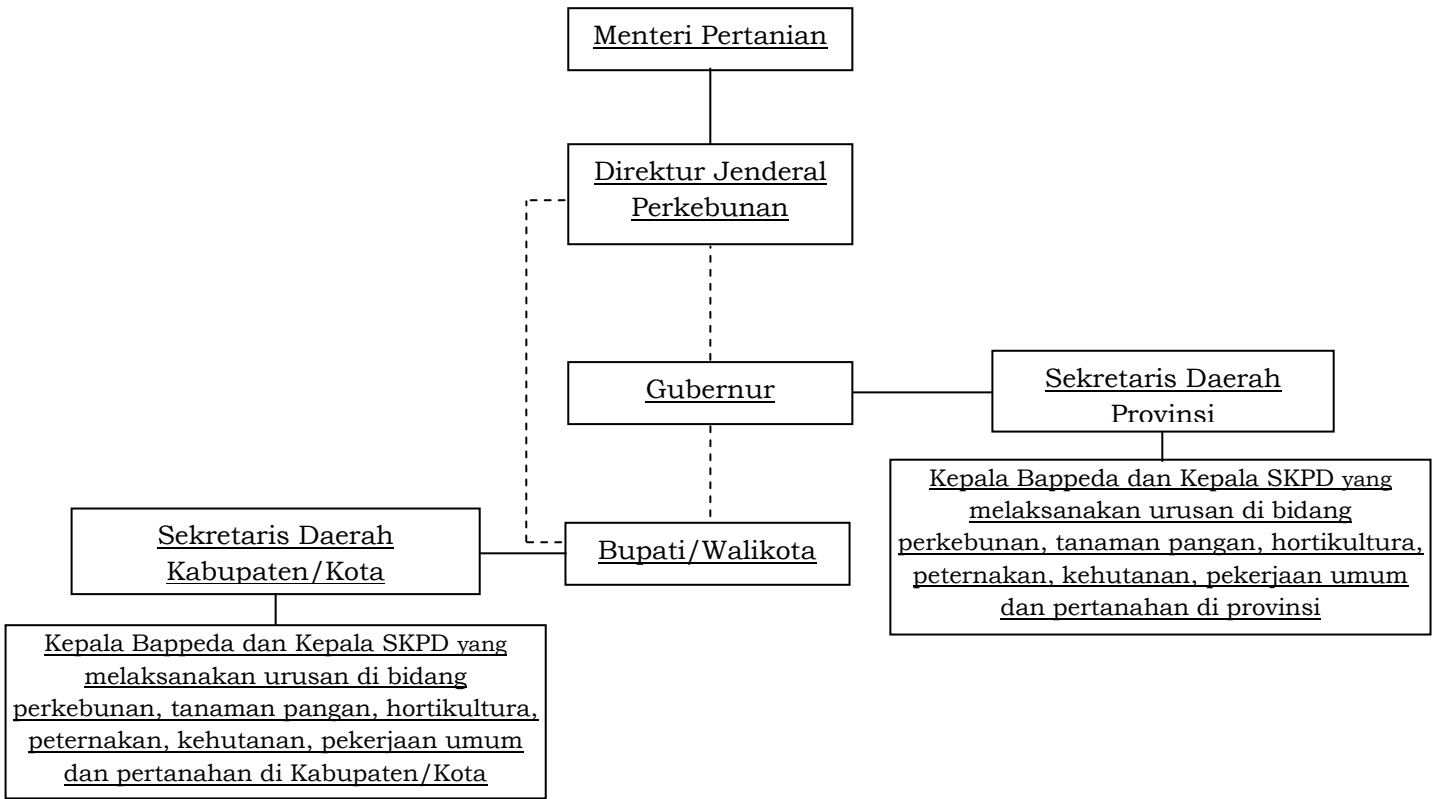 Menteri Pertanian
Direktur Jenderal
Perkebunan
Gubernur
Sekretaris Daerah
Provinsi
Kepala Bappeda dan Kepala SKPD yang
melaksanakan urusan di bidang
perkebunan, tanaman pangan, hortikultura,
peternakan, kehutanan, pekerjaan umum
dan pertanahan di provinsi
Bupati/Walikota
Sekretaris Daerah
Kabupaten/Kota
Kepala Bappeda dan Kepala SKPD yang
melaksanakan urusan di bidang
perkebunan, tanaman pangan, hortikultura,
peternakan, kehutanan, pekerjaan umum
dan pertanahan di Kabupaten/Kota